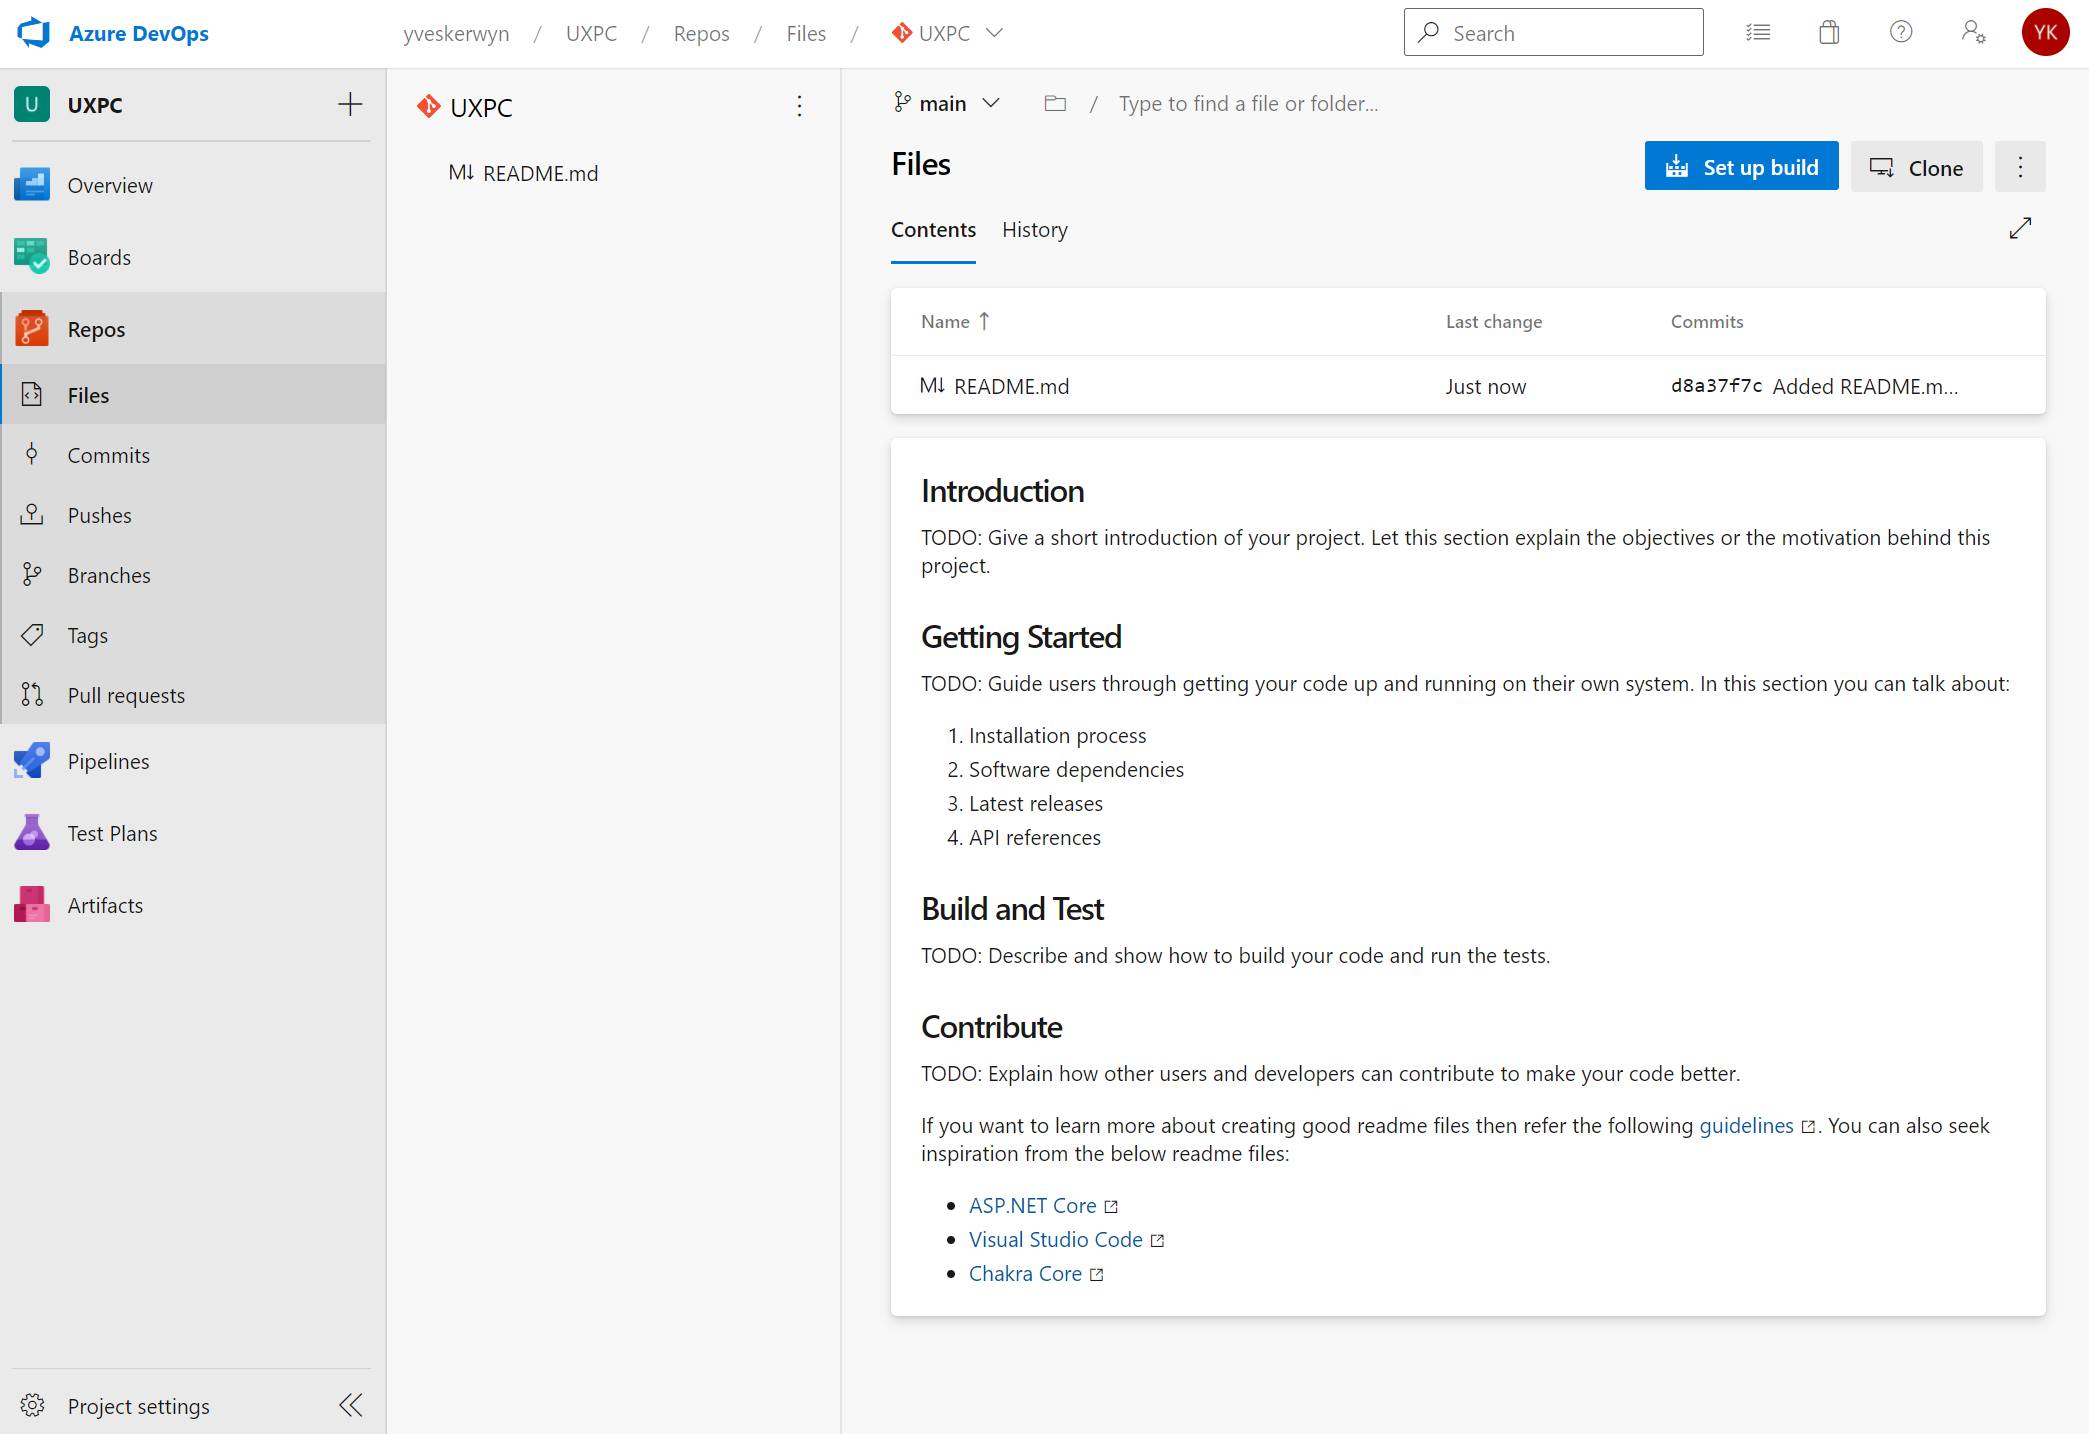 Azure DevOps
yveskerwyn / UXPC / Repos / Files / UXPC
Search
YK
U UXPC
Overview
Boards
Repos
Files
Commits
Pushes
Branches
Tags
Pull requests
Pipelines
Test Plans
Artifacts
Project settings
UXPC
M↓ README.md
main
/ Type to find a file or folder...
Files
Set up build
Clone
Contents History
Name ↑ Last change Commits
M↓ README.md Just now d8a37f7c Added README.m...
Introduction
TODO: Give a short introduction of your project. Let this section explain the objectives or the motivation behind this
project.
Getting Started
TODO: Guide users through getting your code up and running on their own system. In this section you can talk about:
1. Installation process
2. Software dependencies
3. Latest releases
4. API references
Build and Test
TODO: Describe and show how to build your code and run the tests.
Contribute
TODO: Explain how other users and developers can contribute to make your code better.
If you want to learn more about creating good readme files then refer the following guidelines. You can also seek
inspiration from the below readme files:
• ASP.NET Core
• Visual Studio Code
• Chakra Core